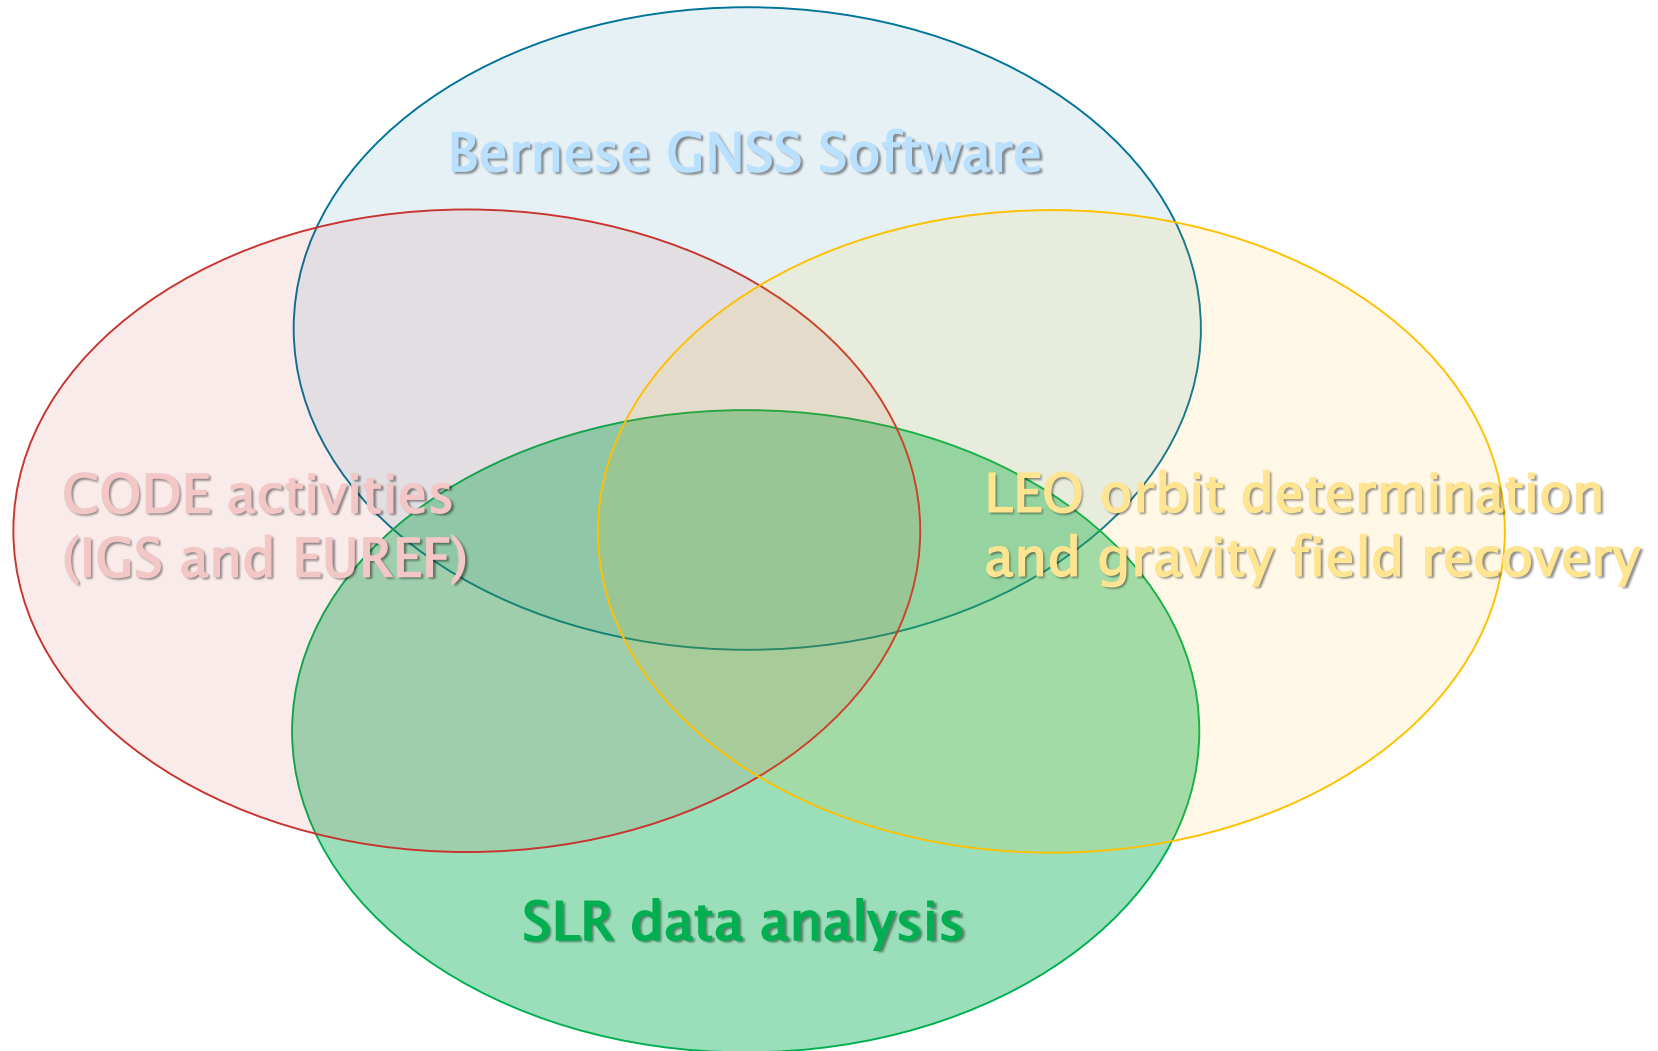 Bernese GNSS Software
CODE activities
(IGS and EUREF)
LEO orbit determination
and gravity field recovery
SLR data analysis